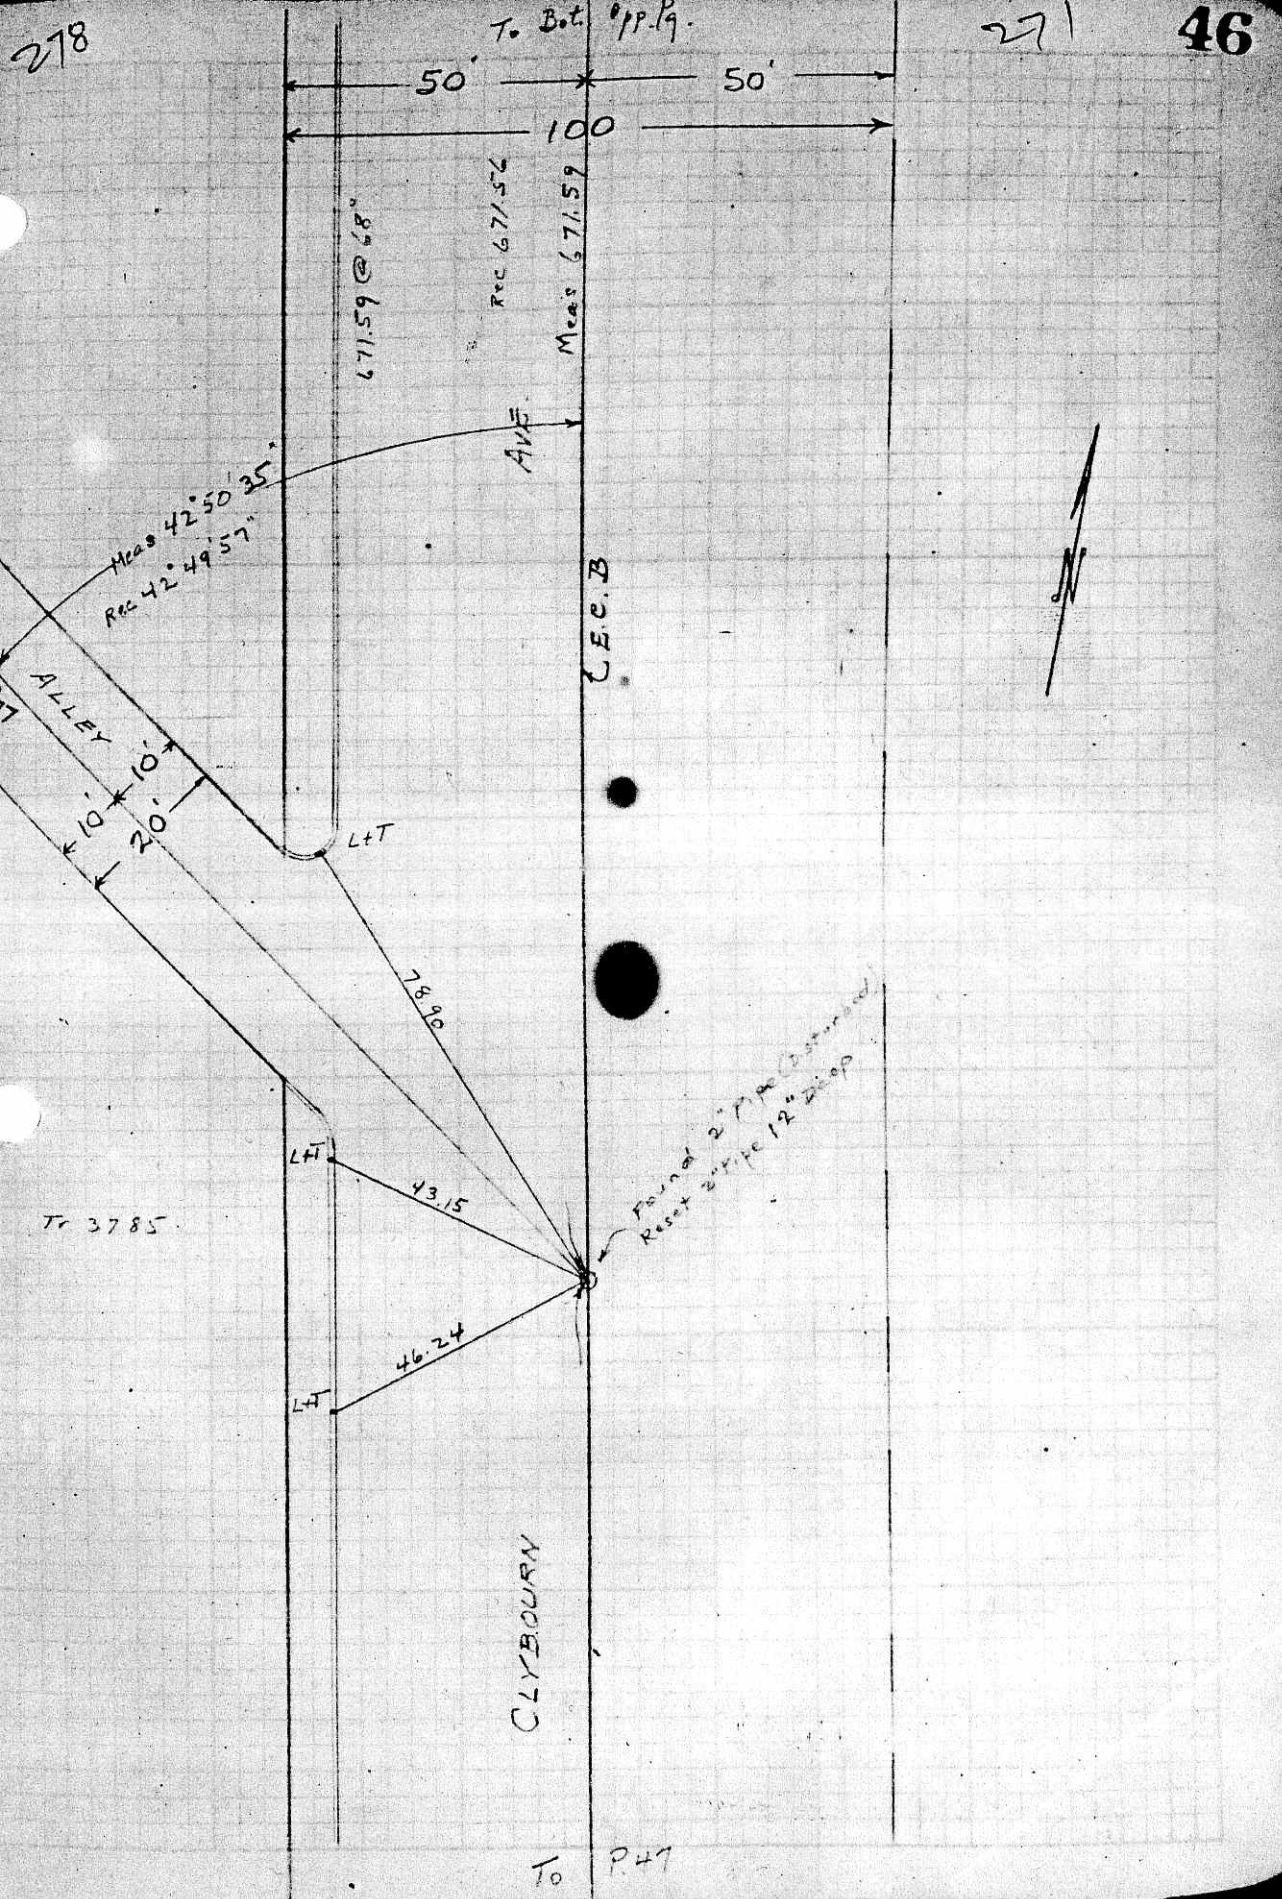 278
To Bot. Opp. Pg.
271
46
50'
50'
100
671.59 @ 68"
Rec 671.56
Meas 671.59
AVE.
Meas 42° 50' 35"
Rec 42° 49' 57"
E.C.B
N
ALLEY
10'
10'
20'
L+T
78.90
Found 2" Pipe (Disturbed)
Reset 2" Pipe 12" Deep
L+T
43.15
Tr 3785
46.24
L+T
CLYBOURN
To P.47